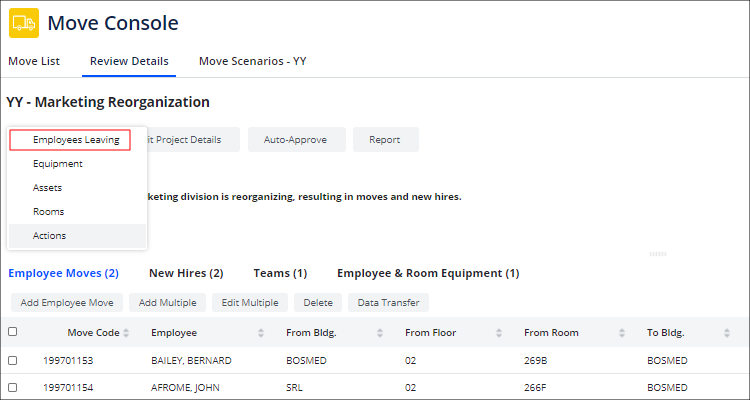 Move Console
Move List Review Details Move Scenarios - YY
YY - Marketing Reorganization
Employees Leaving it Project Details Auto-Approve Report
Equipment
Assets
keting division is reorganizing, resulting in moves and new hires.
Rooms
Actions
Employee Moves (2) New Hires (2) Teams (1) Employee & Room Equipment (1)
Add Employee Move Add Multiple Edit Multiple Delete Data Transfer
Move Code Employee From Bldg. From Floor From Room To Bldg.
199701153 BAILEY, BERNARD BOSMED 02 269B BOSMED
199701154 AFROME, JOHN SRL 02 266F BOSMED